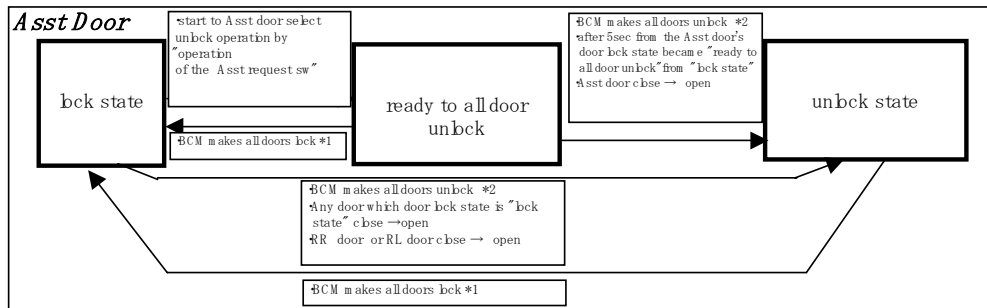 Asst Door
•start to Asst door select
unlock operation by
"operation
of the Asst request sw"
•BCM makes all doors unlock *2
•after 5sec from the Asst door's
door lock state became "ready to
all door unlock" from "lock state"
•Asst door close → open
lock state
ready to all door
unlock
unlock state
•BCM makes all doors lock *1
•BCM makes all doors unlock *2
•Any door which door lock state is "lock
state" close →open
•RR door or RL door close → open
•BCM makes all doors lock *1